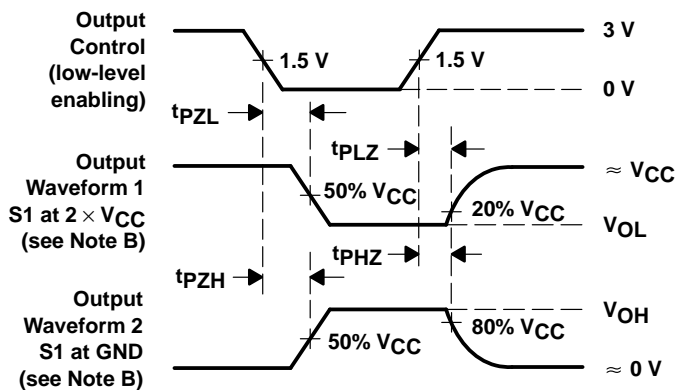 Output
Control
(low-level
enabling)
1.5 V
1.5 V
3 V
0 V
tPZL
tPLZ
Output
Waveform 1
S1 at 2 × VCC
(see Note B)
50% VCC
20% VCC
≈ VCC
VOL
tPZH
tPHZ
Output
Waveform 2
S1 at GND
(see Note B)
50% VCC
80% VCC
VOH
≈ 0 V